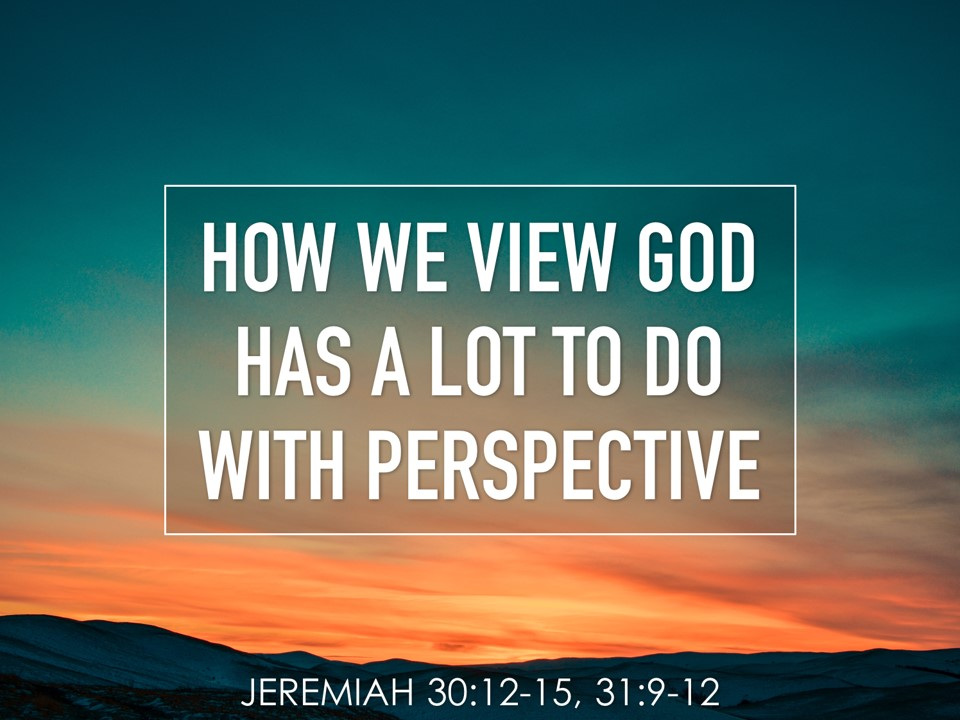 HOW WE VIEW GOD
HAS A LOT TO DO
WITH PERSPECTIVE
JEREMIAH 30:12-15, 31:9-12